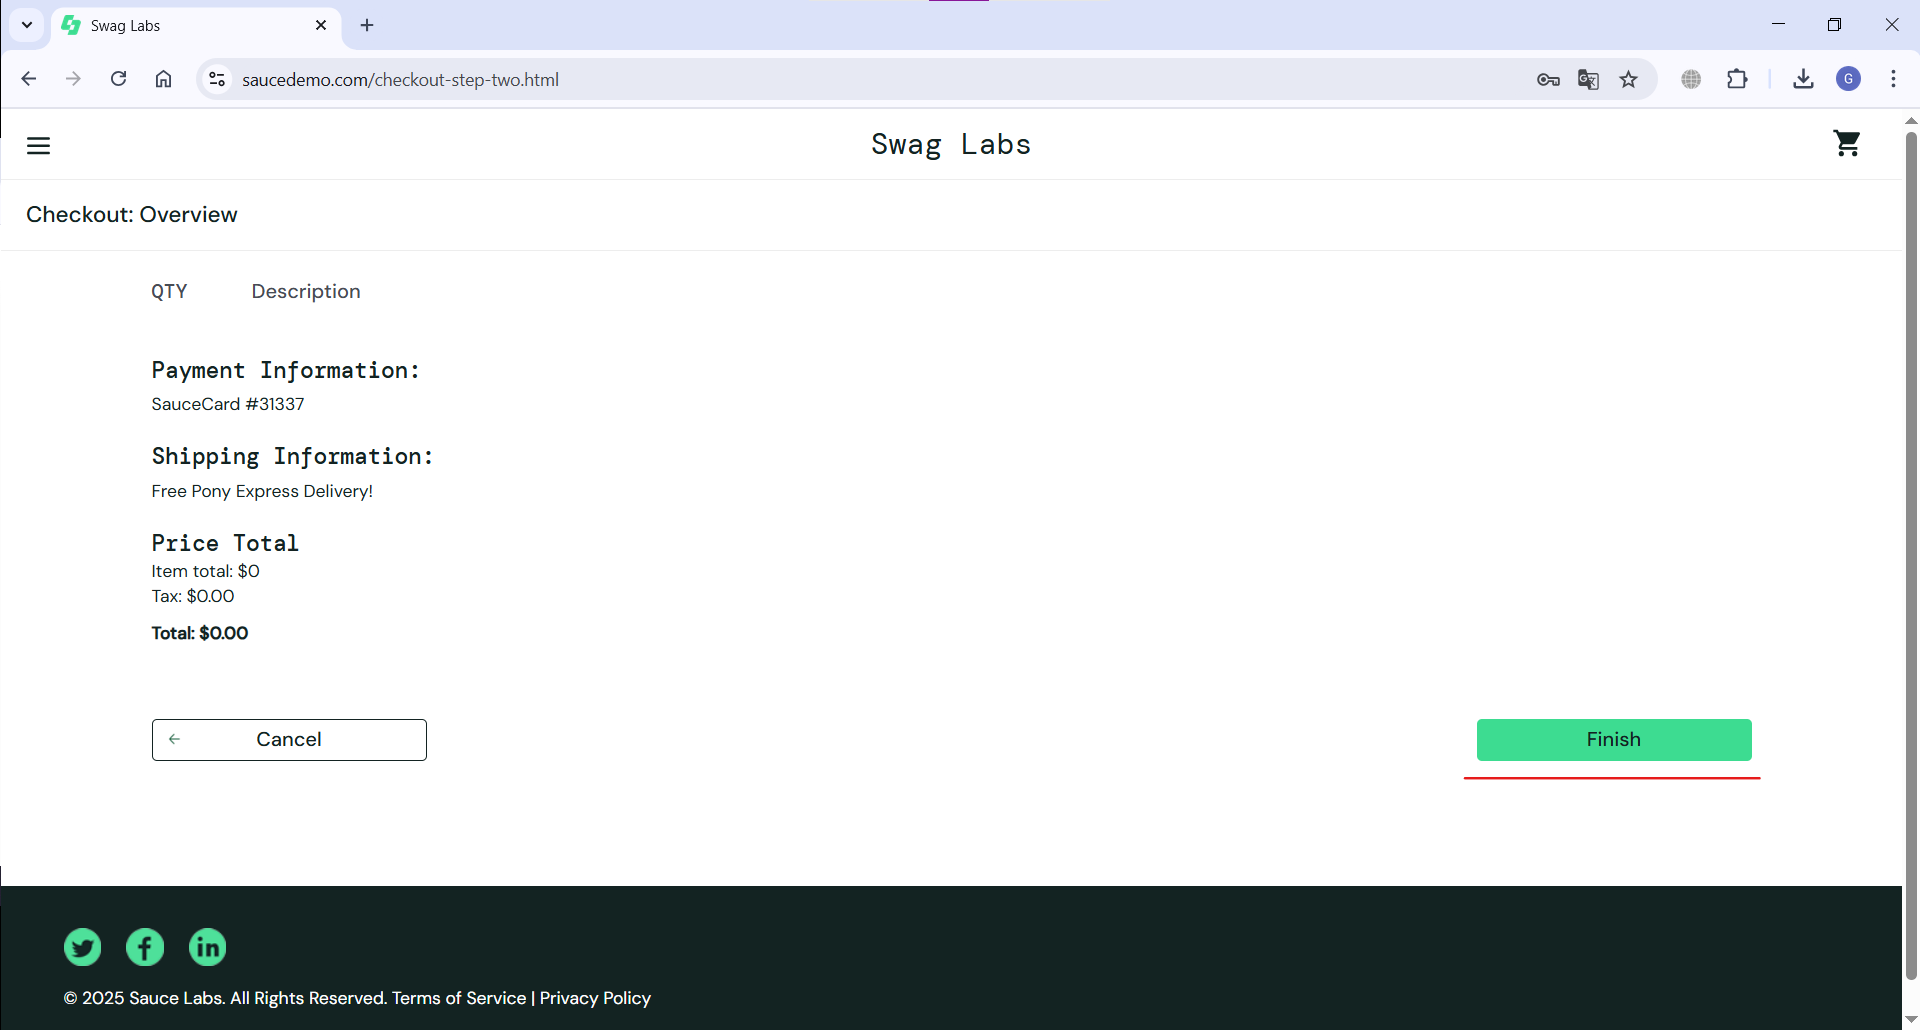 Swag Labs
saucedemo.com/checkout-step-two.html
G
Swag Labs
Checkout: Overview
QTY Description
Payment Information:
SauceCard #31337
Shipping Information:
Free Pony Express Delivery!
Price Total
Item total: $0
Tax: $0.00
Total: $0.00
Cancel Finish
© 2025 Sauce Labs. All Rights Reserved. Terms of Service | Privacy Policy